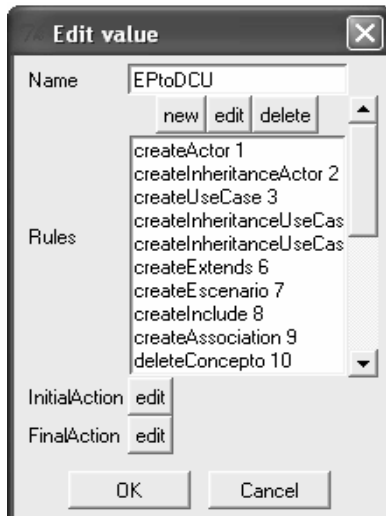 Edit value
Name EPtoDCU
new edit delete
Rules
createActor 1
createInheritanceActor 2
createUseCase 3
createInheritanceUseCas
createInheritanceUseCas
createExtends 6
createEscenario 7
createInclude 8
createAssociation 9
deleteConcepto 10
InitialAction edit
FinalAction edit
OK Cancel